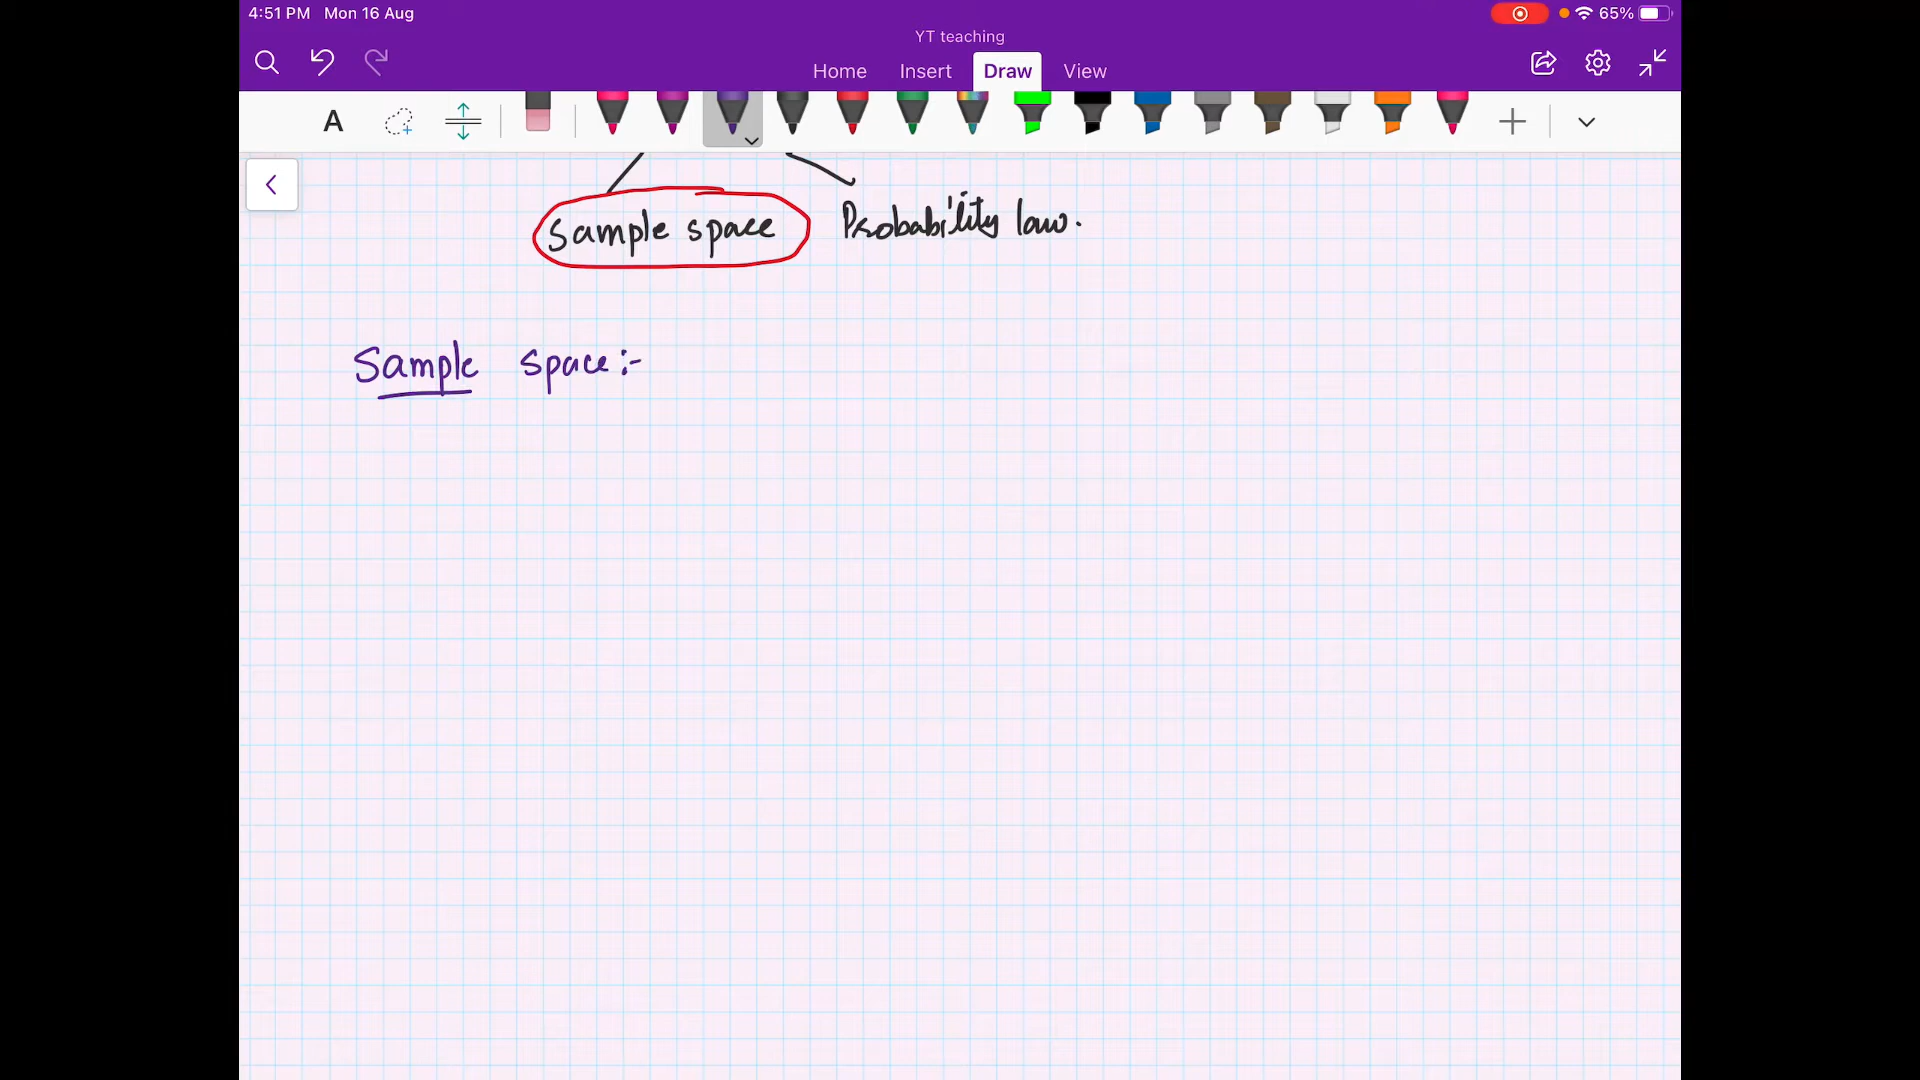 4:51 PM Mon 16 Aug 65%
YT teaching
Home Insert Draw View
A
Sample space Probability law.
Sample space :-